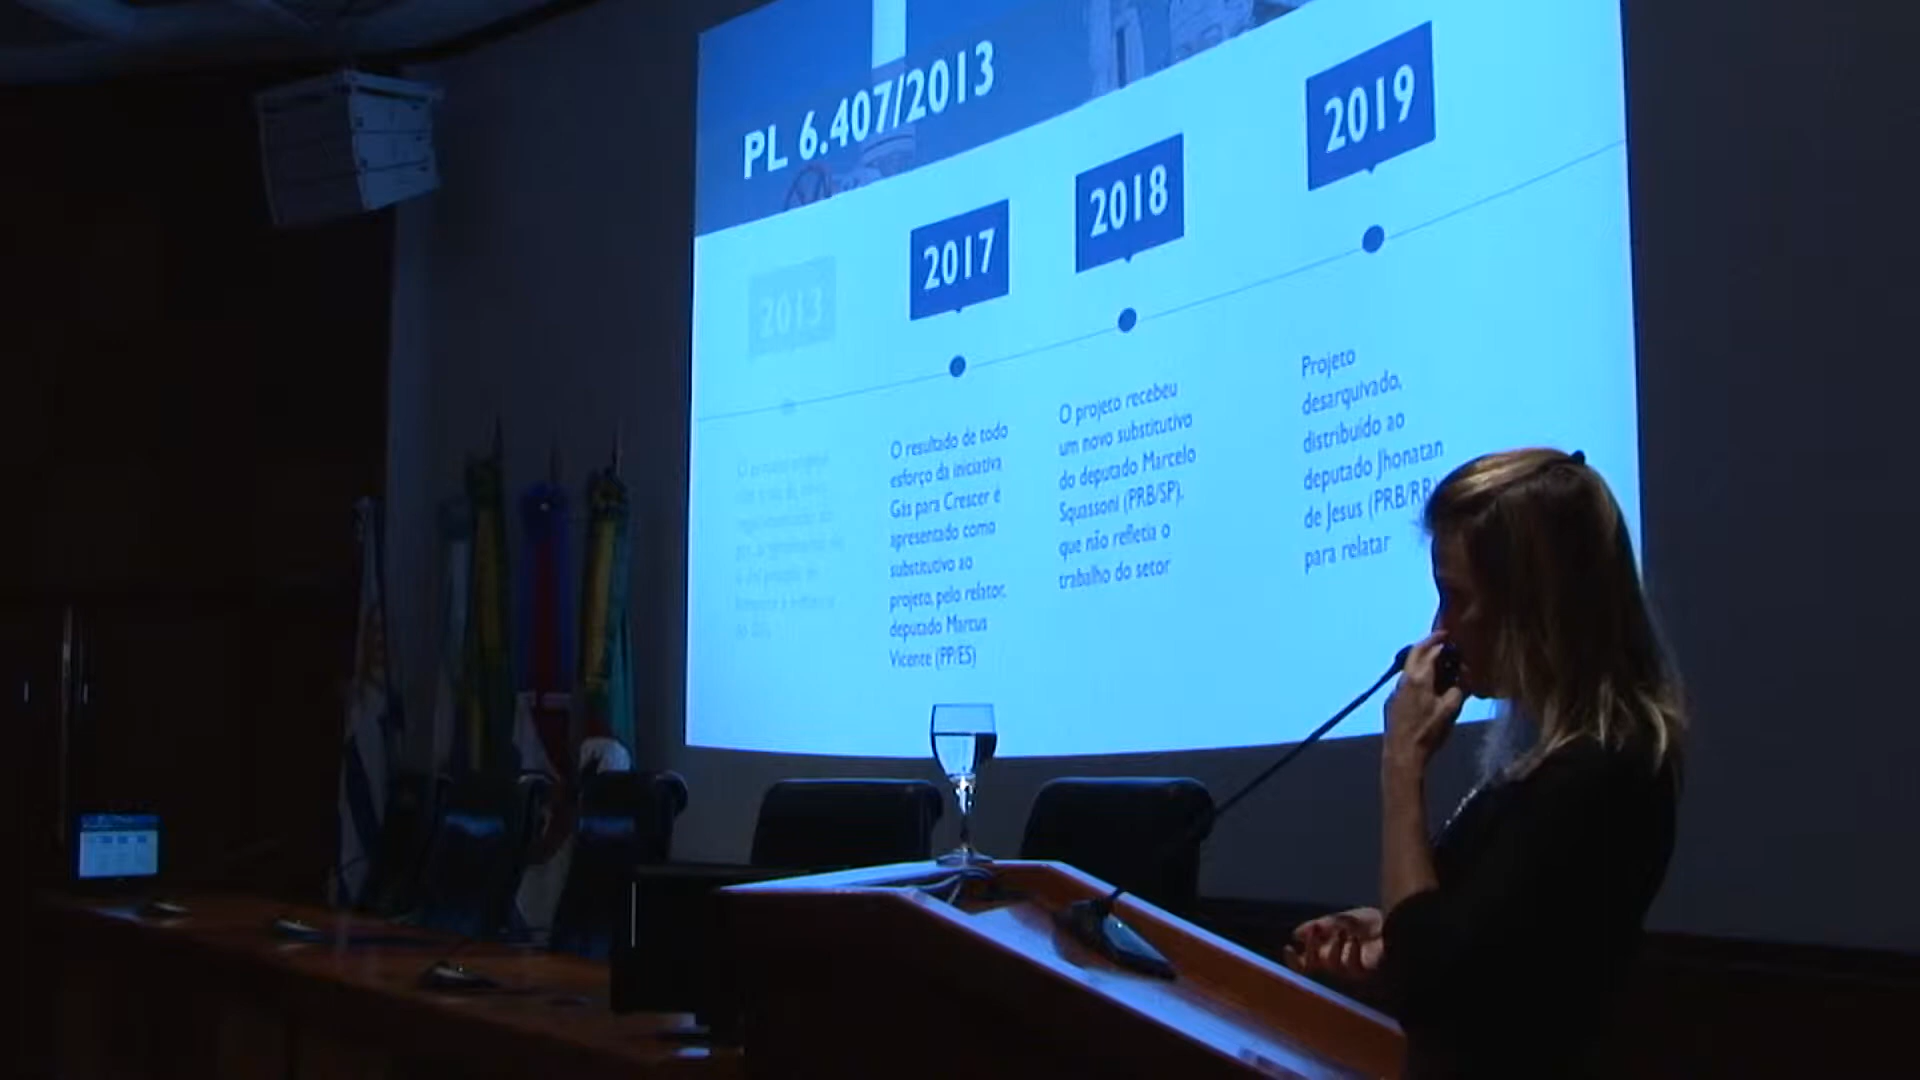 PL 6.407/2013
2013
2017
O resultado de todo
esforço da iniciativa
Gás para Crescer é
apresentado como
substitutivo ao
projeto, pelo relator,
deputado Marcus
Vicente (PP/ES)
2018
O projeto recebeu
um novo substitutivo
do deputado Marcelo
Squassoni (PRB/SP),
que não refletia o
trabalho do setor
2019
Projeto
desarquivado,
distribuído ao
deputado Jhonatan
de Jesus (PRB/RR)
para relatar